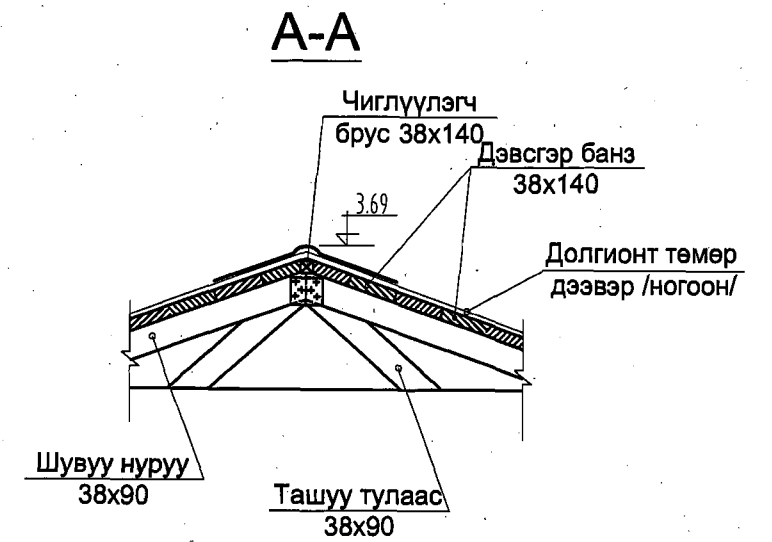 А-А
Чиглүүлэгч
брус 38х140
Дэвсгэр банз
38х140
3.69
Долгионт төмөр
дээвэр /ногоон/
Шувуу нуруу
38х90
Ташуу тулаас
38х90